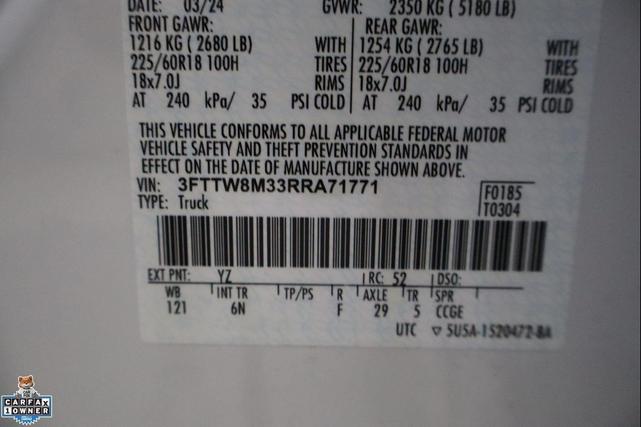 DATE: 03/24 GVWR: 2350 KG ( 5180 LB)
FRONT GAWR: REAR GAWR:
1216 KG ( 2680 LB) WITH 1254 KG ( 2765 LB) WITH
225/60R18 100H TIRES 225/60R18 100H TIRES
18x7.0J RIMS 18x7.0J RIMS
AT 240 kPa/ 35 PSI COLD AT 240 kPa/ 35 PSI COLD
THIS VEHICLE CONFORMS TO ALL APPLICABLE FEDERAL MOTOR
VEHICLE SAFETY AND THEFT PREVENTION STANDARDS IN
EFFECT ON THE DATE OF MANUFACTURE SHOWN ABOVE.
VIN: 3FTTW8M33RRA71771 F0185
TYPE: Truck T0304
EXT PNT: YZ RC: 52 DSO:
WB INT TR TP/PS R AXLE TR SPR
121 6N F 29 5 CCGE
UTC ▽ 5U5A-1520472-BA
CARFAX
1 OWNER